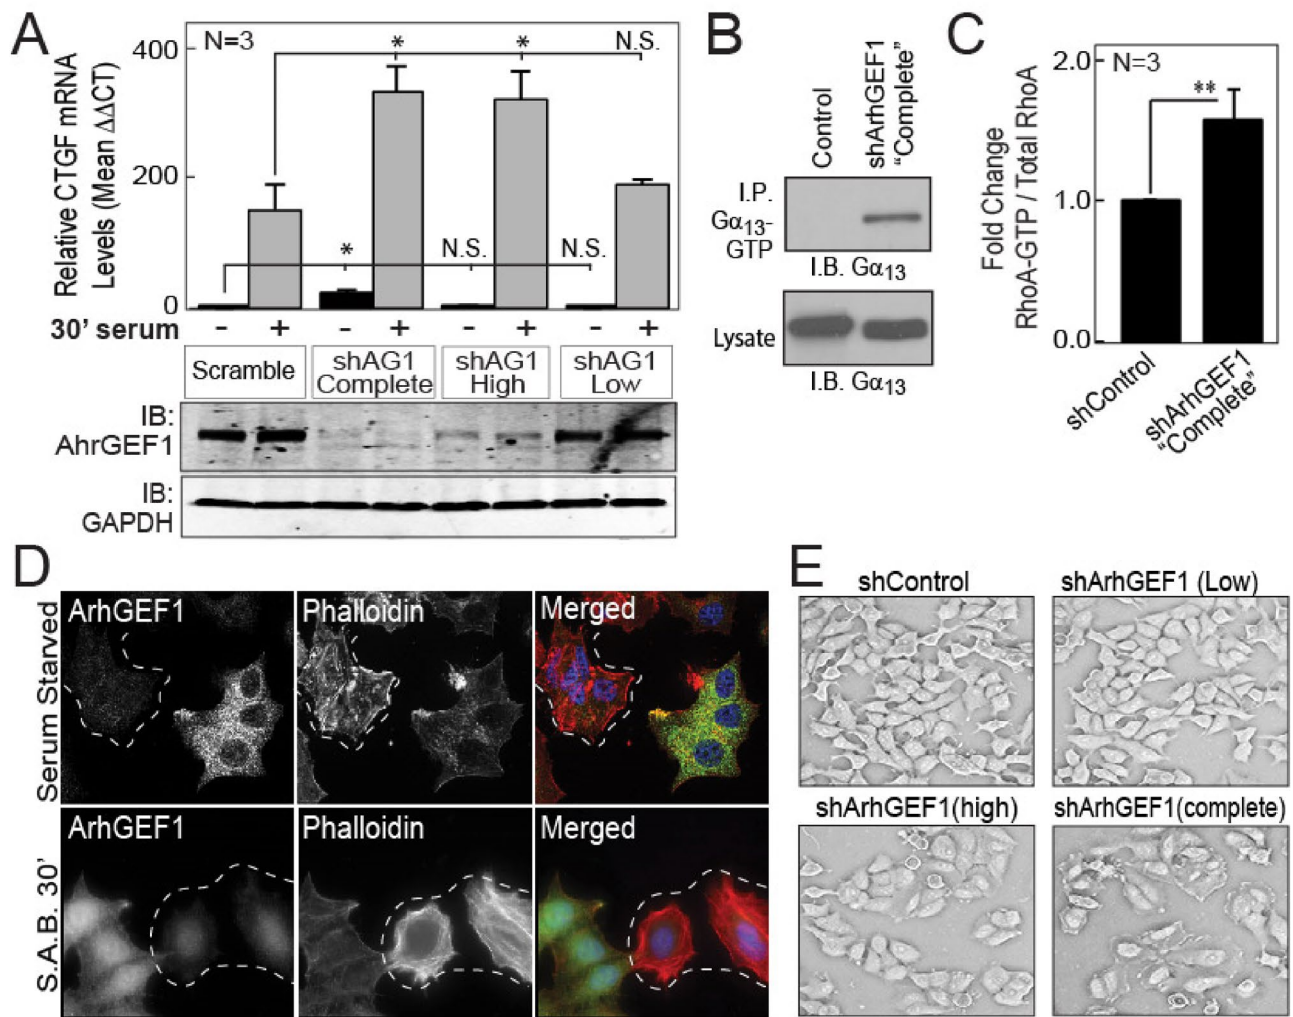 A
N=3
Relative CTGF mRNA
Levels (Mean ΔΔCT)
400
200
0
*
*
N.S.
*
N.S.
N.S.
30' serum
- + - + - + - +
Scramble
shAG1
Complete
shAG1
High
shAG1
Low
IB:
AhrGEF1
IB:
GAPDH
B
Control
shArhGEF1
“Complete”
I.P.
Gα13-
GTP
I.B. Gα13
Lysate
I.B. Gα13
C
N=3
Fold Change
RhoA-GTP / Total RhoA
2.0
1.0
0.0
**
shControl
shArhGEF1
“Complete”
D
Serum Starved
ArhGEF1
Phalloidin
Merged
S.A.B. 30'
ArhGEF1
Phalloidin
Merged
E
shControl
shArhGEF1 (Low)
shArhGEF1(high)
shArhGEF1(complete)